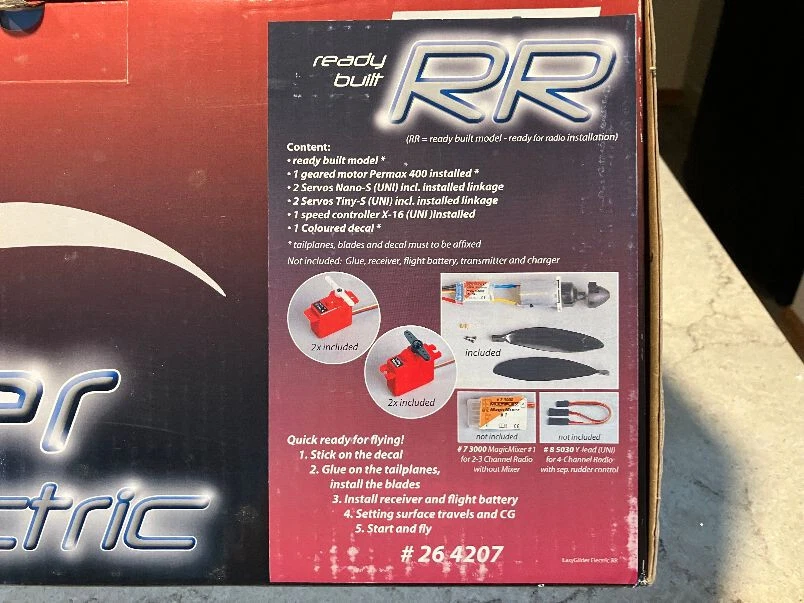 ready
built
RR
(RR = ready built model - ready for radio installation)
Content:
• ready built model *
• 1 geared motor Permax 400 installed *
• 2 Servos Nano-S (UNI) incl. installed linkage
• 2 Servos Tiny-S (UNI) incl. installed linkage
• 1 speed controller X-16 (UNI )installed
• 1 Coloured decal *
* tailplanes, blades and decal must to be affixed
Not included: Glue, receiver, flight battery, transmitter and charger
2x included
included
2x included
MagicMixer
not included
not included
# 7 3000 MagicMixer #1
for 2-3 Channel Radio
without Mixer
# 8 5030 Y-lead (UNI)
for 4-Channel Radio
with sep. rudder control
Quick ready for flying!
1. Stick on the decal
2. Glue on the tailplanes,
install the blades
3. Install receiver and flight battery
4. Setting surface travels and CG
5. Start and fly
# 26 4207
EasyGlider Electric RR
er
ctric